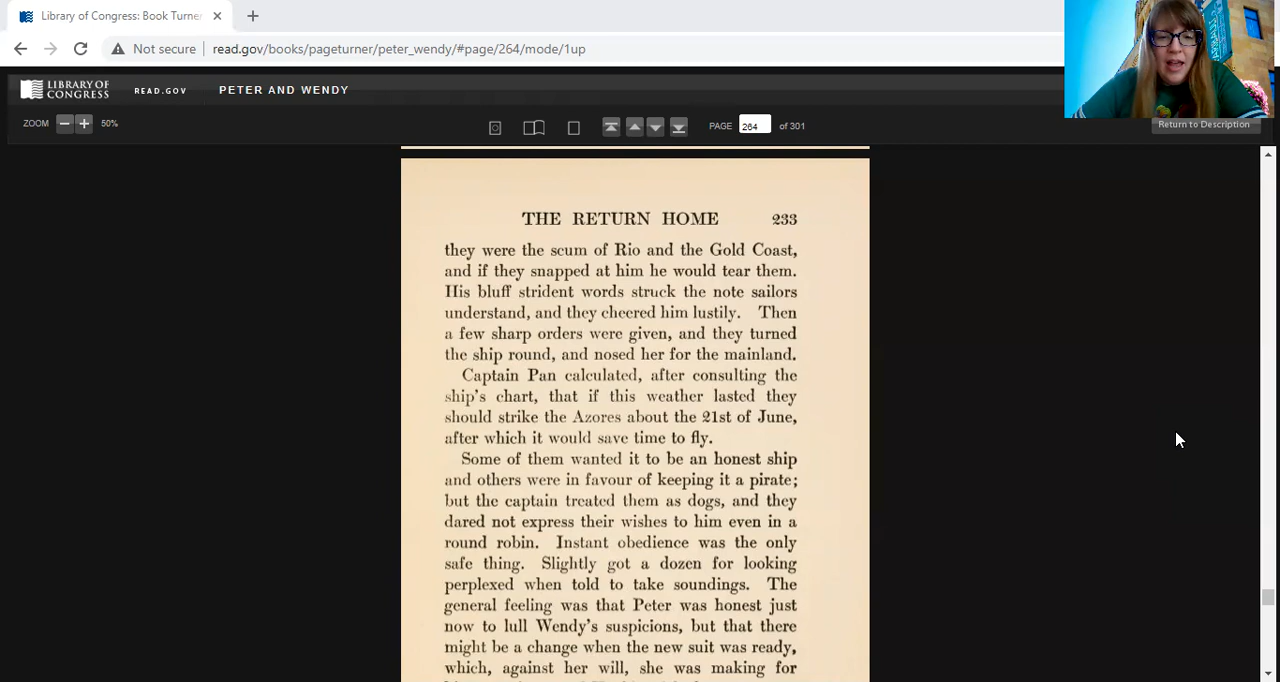 Library of Congress: Book Turner
Not secure
read.gov/books/pageturner/peter_wendy/#page/264/mode/1up
LIBRARY OF CONGRESS
READ.GOV
PETER AND WENDY
ZOOM
50%
PAGE 264 of 301
Return to Description
THE RETURN HOME 233
they were the scum of Rio and the Gold Coast,
and if they snapped at him he would tear them.
His bluff strident words struck the note sailors
understand, and they cheered him lustily. Then
a few sharp orders were given, and they turned
the ship round, and nosed her for the mainland.
Captain Pan calculated, after consulting the
ship's chart, that if this weather lasted they
should strike the Azores about the 21st of June,
after which it would save time to fly.
Some of them wanted it to be an honest ship
and others were in favour of keeping it a pirate;
but the captain treated them as dogs, and they
dared not express their wishes to him even in a
round robin. Instant obedience was the only
safe thing. Slightly got a dozen for looking
perplexed when told to take soundings. The
general feeling was that Peter was honest just
now to lull Wendy's suspicions, but that there
might be a change when the new suit was ready,
which, against her will, she was making for